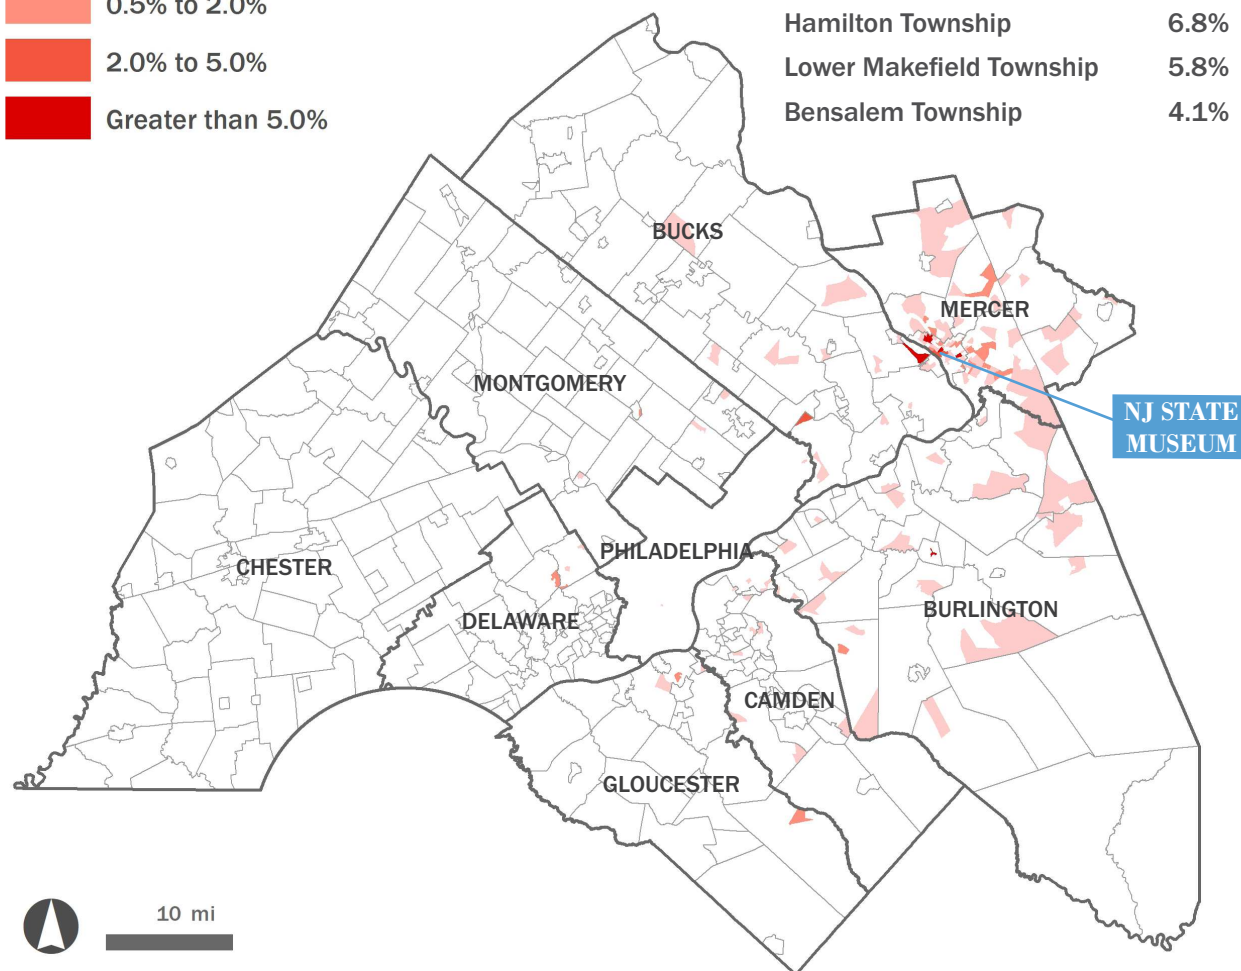 0.5% to 2.0%
2.0% to 5.0%
Greater than 5.0%
Hamilton Township 6.8%
Lower Makefield Township 5.8%
Bensalem Township 4.1%
BUCKS
MERCER
MONTGOMERY
NJ STATE
MUSEUM
PHILADELPHIA
CHESTER
DELAWARE
BURLINGTON
CAMDEN
GLOUCESTER
10 mi